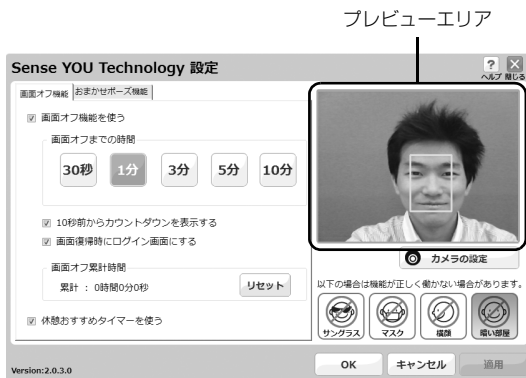 プレビューエリア
Sense YOU Technology 設定
ヘルプ 閉じる
画面オフ機能 おまかせポーズ機能
画面オフ機能を使う
画面オフまでの時間
30秒 1分 3分 5分 10分
10秒前からカウントダウンを表示する
画面復帰時にログイン画面にする
カメラの設定
画面オフ累計時間
累計 : 0時間0分0秒 リセット
以下の場合は機能が正しく働かない場合があります。
サングラス マスク 横顔 暗い部屋
休憩おすすめタイマーを使う
Version:2.0.3.0
OK キャンセル 適用